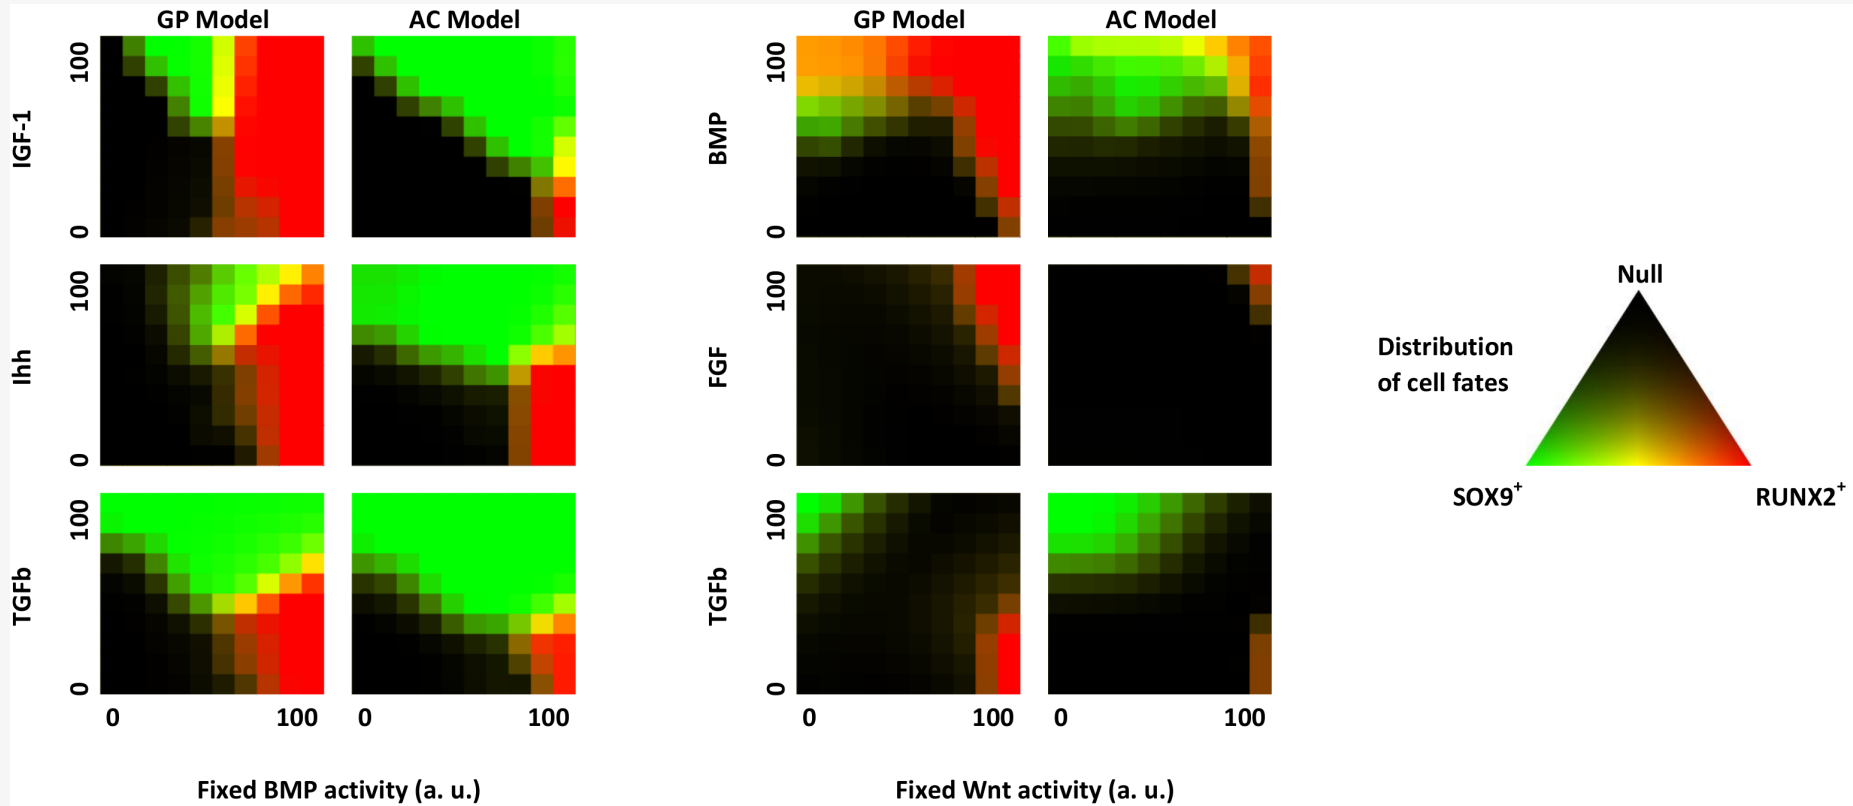 GP Model AC Model GP Model AC Model
IGF-1 100 0
BMP 100 0
Ihh 100 0
FGF 100 0
TGFb 100 0
TGFb 100 0
0 100 0 100 0 100 0 100
Fixed BMP activity (a. u.) Fixed Wnt activity (a. u.)
Null
Distribution
of cell fates
SOX9+ RUNX2+